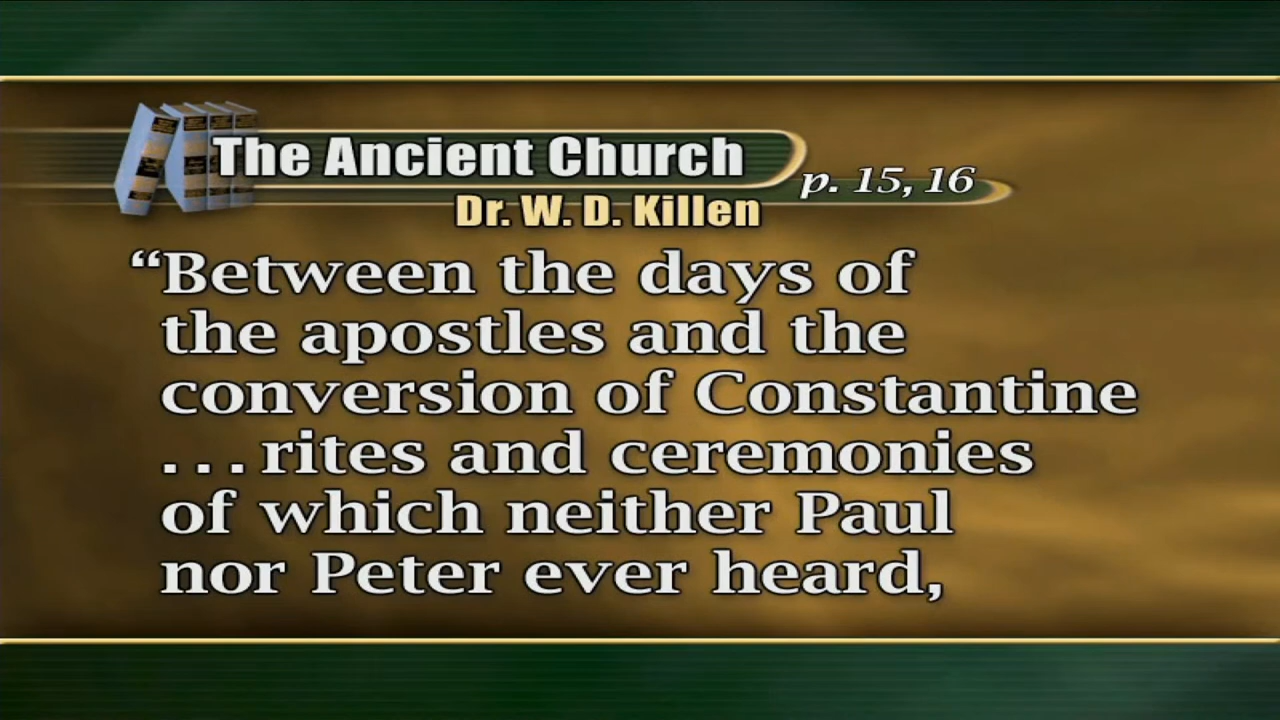 The Ancient Church
p. 15, 16
Dr. W. D. Killen
“Between the days of
the apostles and the
conversion of Constantine
. . . rites and ceremonies
of which neither Paul
nor Peter ever heard,